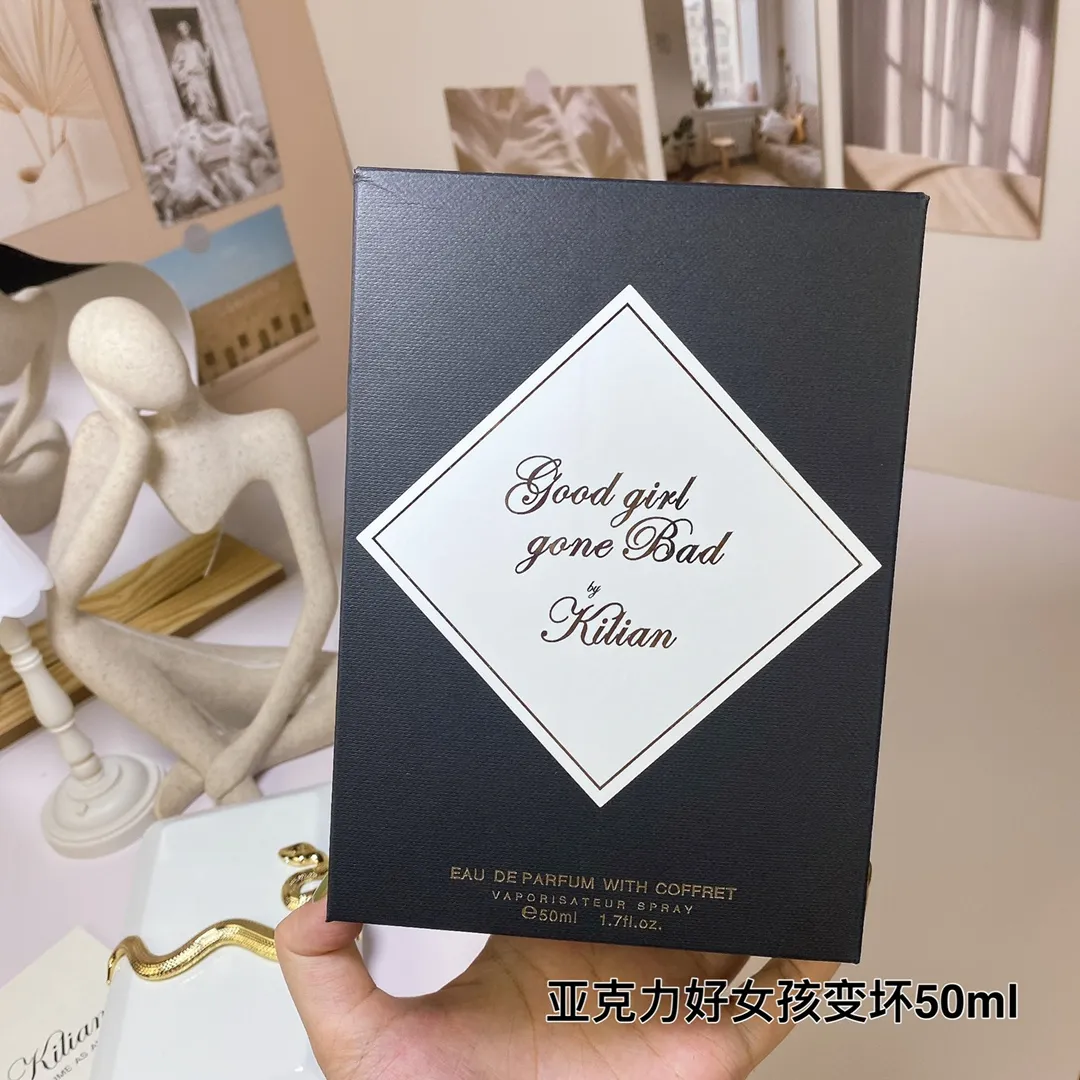 Good girl
gone Bad
by
Kilian
EAU DE PARFUM WITH COFFRET
VAPORISATEUR SPRAY
℮50ml 1.7fl.oz.
亚克力好女孩变坏50ml
Kilian